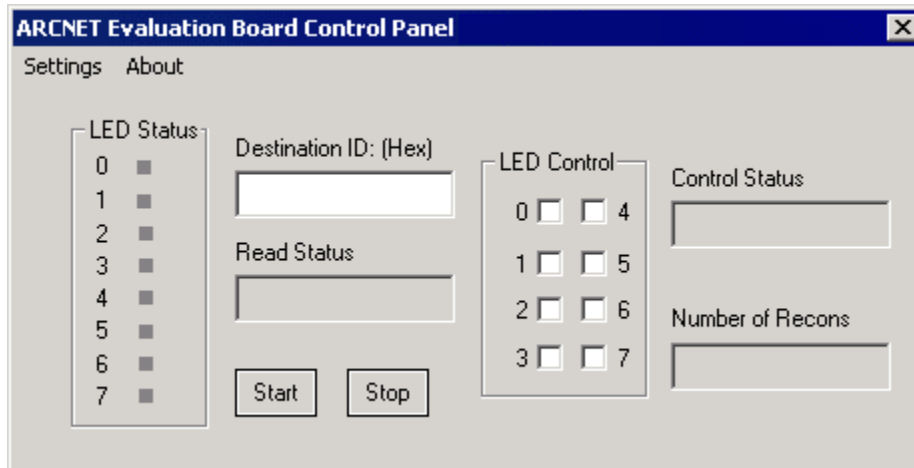 ARCNET Evaluation Board Control Panel
Settings About
LED Status
0
1
2
3
4
5
6
7
Destination ID: (Hex)
Read Status
Start Stop
LED Control
0 4
1 5
2 6
3 7
Control Status
Number of Recons